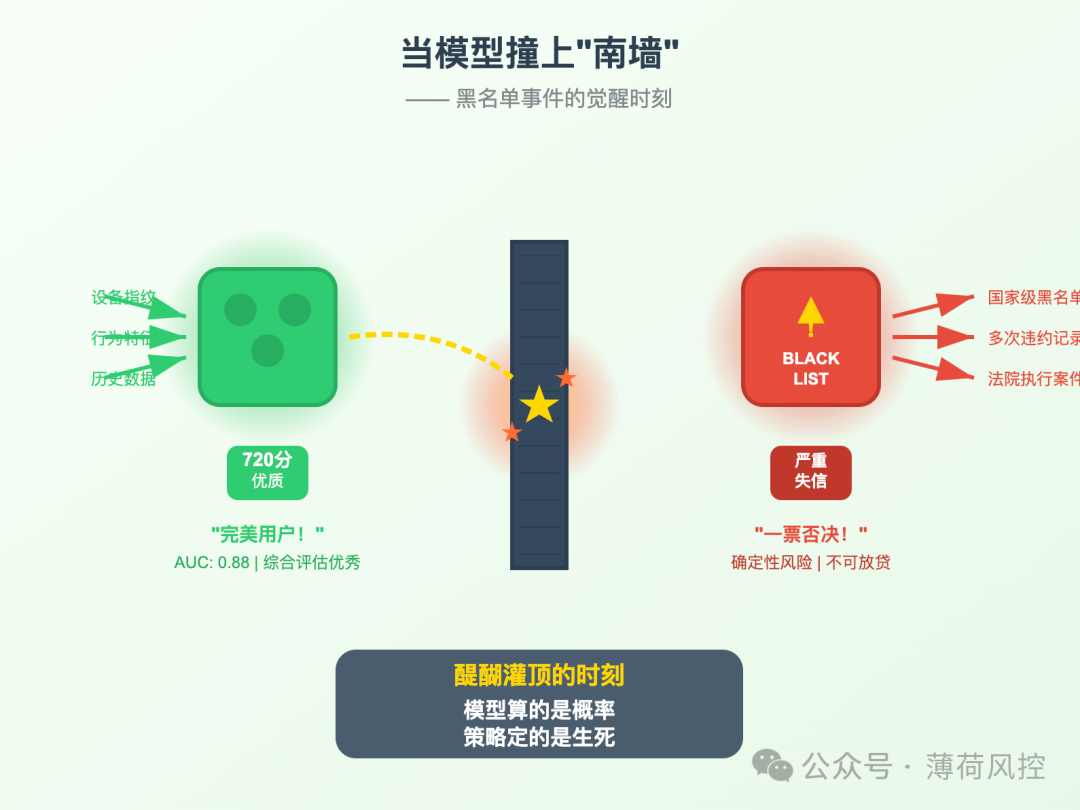 当模型撞上"南墙"
—— 黑名单事件的觉醒时刻
设备指纹
行为特征
历史数据
BLACK
LIST
国家级黑名单
多次违约记录
法院执行案件
720分
优质
严重
失信
"完美用户！"
"一票否决！"
AUC: 0.88 | 综合评估优秀
确定性风险 | 不可放贷
醍醐灌顶的时刻
模型算的是概率
策略定的是生死
公众号 · 薄荷风控